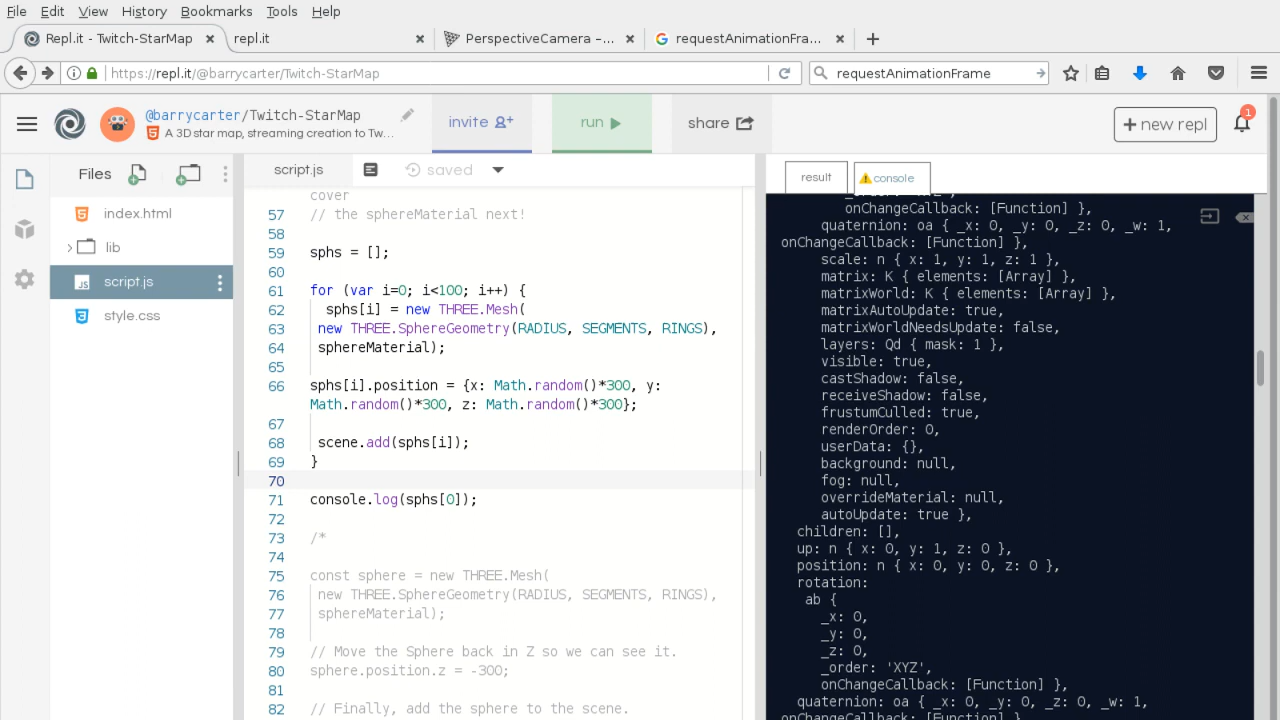 File Edit View History Bookmarks Tools Help
Repl.it - Twitch-StarMap × repl.it × PerspectiveCamera –... × requestAnimationFra... ×
https://repl.it/@barrycarter/Twitch-StarMap requestAnimationFrame
@barrycarter/Twitch-StarMap
A 3D star map, streaming creation to Tw...
invite
run
share
+ new repl
1
Files
index.html
lib
script.js
style.css
script.js
saved
cover
57 // the sphereMaterial next!
58
59 sphs = [];
60
61 for (var i=0; i<100; i++) {
62 sphs[i] = new THREE.Mesh(
63 new THREE.SphereGeometry(RADIUS, SEGMENTS, RINGS),
64 sphereMaterial);
65
66 sphs[i].position = {x: Math.random()*300, y:
Math.random()*300, z: Math.random()*300};
67
68 scene.add(sphs[i]);
69 }
70
71 console.log(sphs[0]);
72
73 /*
74
75 const sphere = new THREE.Mesh(
76 new THREE.SphereGeometry(RADIUS, SEGMENTS, RINGS),
77 sphereMaterial);
78
79 // Move the Sphere back in Z so we can see it.
80 sphere.position.z = -300;
81
82 // Finally, add the sphere to the scene.
result
console
_order: 'XYZ',
onChangeCallback: [Function] },
quaternion: oa { _x: 0, _y: 0, _z: 0, _w: 1,
onChangeCallback: [Function] },
scale: n { x: 1, y: 1, z: 1 },
matrix: K { elements: [Array] },
matrixWorld: K { elements: [Array] },
matrixAutoUpdate: true,
matrixWorldNeedsUpdate: false,
layers: Qd { mask: 1 },
visible: true,
castShadow: false,
receiveShadow: false,
frustumCulled: true,
renderOrder: 0,
userData: {},
background: null,
fog: null,
overrideMaterial: null,
autoUpdate: true },
children: [],
up: n { x: 0, y: 1, z: 0 },
position: n { x: 0, y: 0, z: 0 },
rotation:
ab {
_x: 0,
_y: 0,
_z: 0,
_order: 'XYZ',
onChangeCallback: [Function] },
quaternion: oa { _x: 0, _y: 0, _z: 0, _w: 1,
onChangeCallback: [Function] },